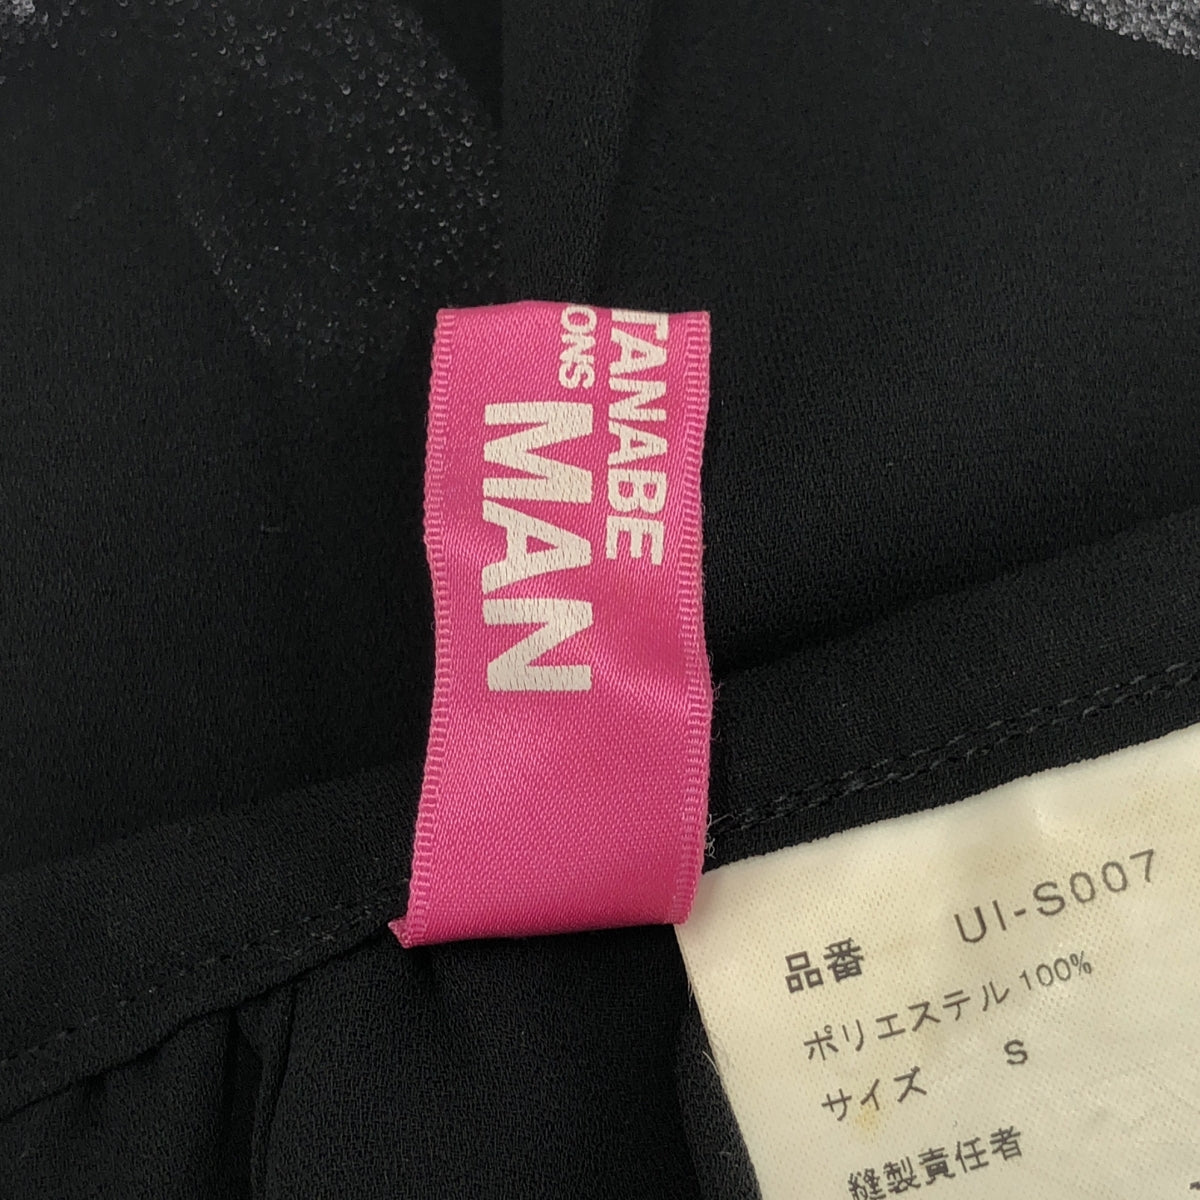 TANABE
ONS
MAN
品番 UI-S007
ポリエステル 100%
サイズ S
縫製責任者